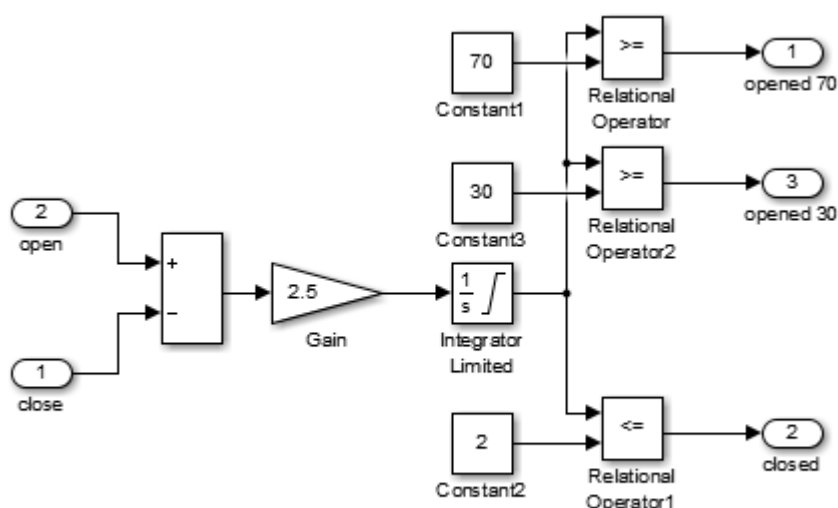 70
Constant1
>=
Relational
Operator
1
opened 70
30
Constant3
>=
Relational
Operator2
3
opened 30
2
open
+
−
2.5
Gain
1
s
Integrator
Limited
1
close
2
Constant2
<=
Relational
Operator1
2
closed